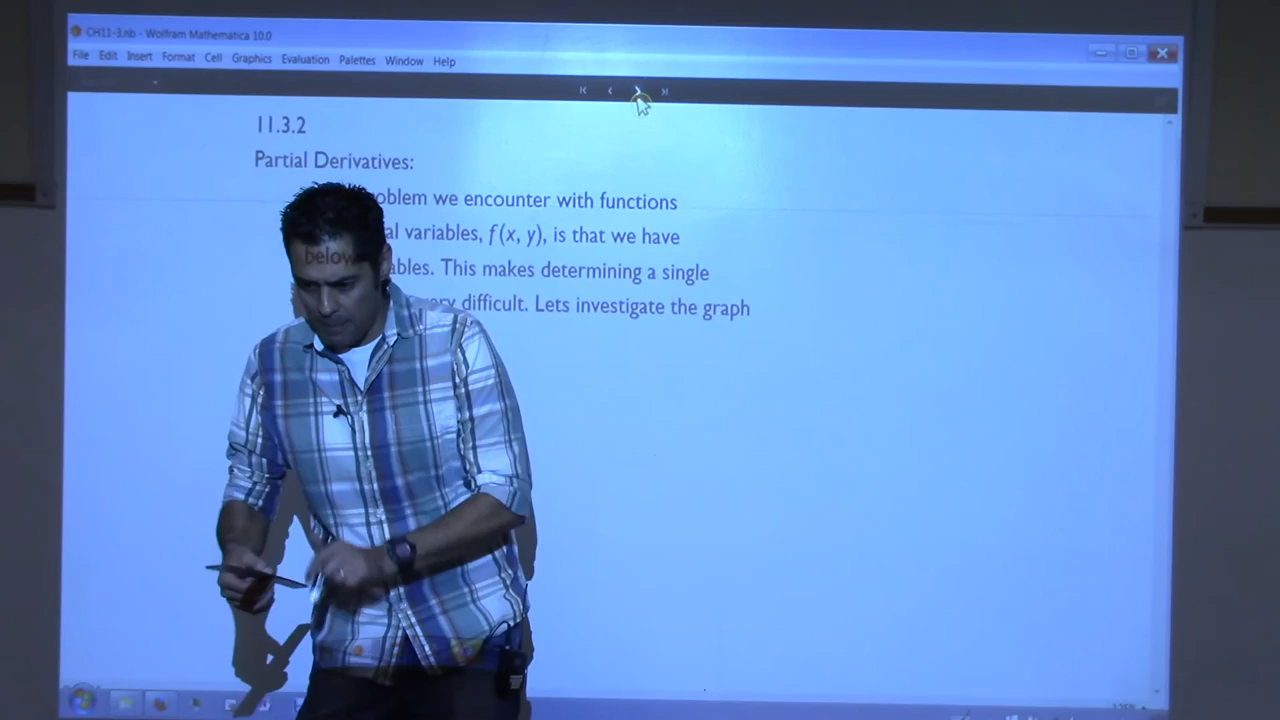 CH11-3.nb - Wolfram Mathematica 10.0
File Edit Insert Format Cell Graphics Evaluation Palettes Window Help
11.3.2
Partial Derivatives:
oblem we encounter with functions
al variables, f(x, y), is that we have
ables. This makes determining a single
ery difficult. Lets investigate the graph
below